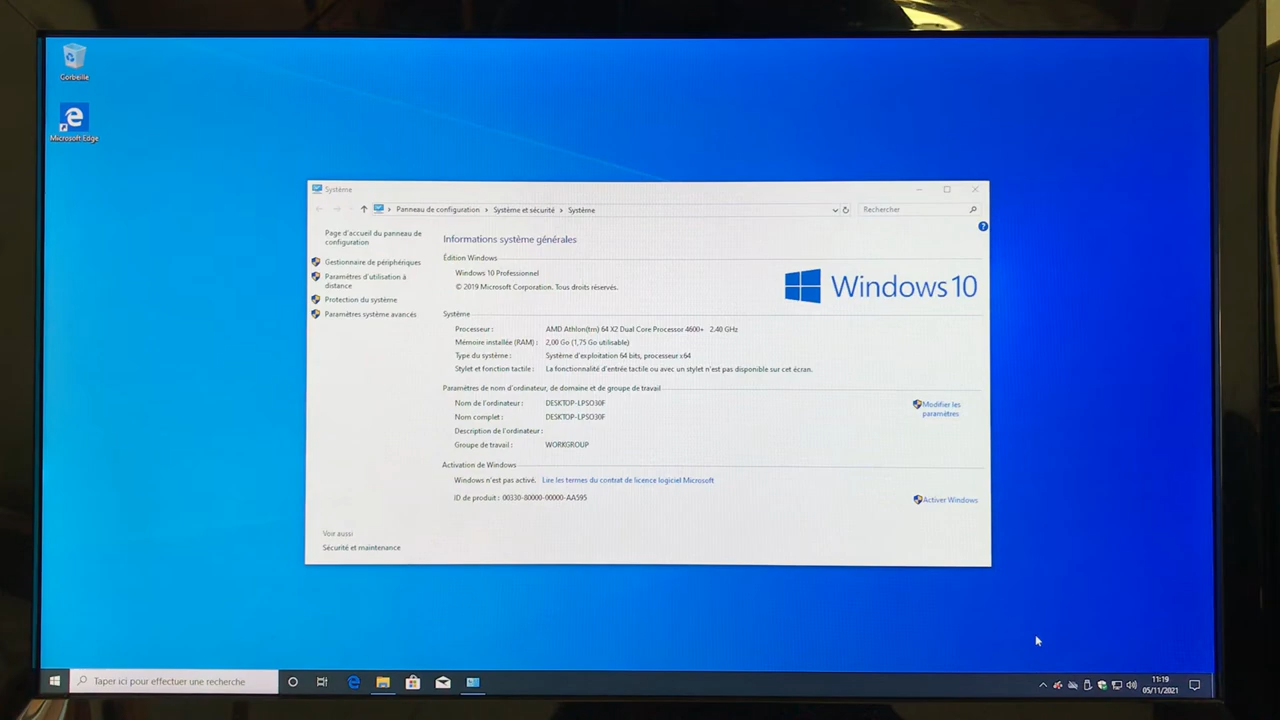 Corbeille
Microsoft Edge
Système
Panneau de configuration › Système et sécurité › Système
Rechercher
Page d'accueil du panneau de
configuration
Gestionnaire de périphériques
Paramètres d'utilisation à
distance
Protection du système
Paramètres système avancés
Informations système générales
Édition Windows
Windows 10 Professionnel
© 2019 Microsoft Corporation. Tous droits réservés.
Windows 10
Système
Processeur : AMD Athlon(tm) 64 X2 Dual Core Processor 4600+ 2.40 GHz
Mémoire installée (RAM) : 2,00 Go (1,75 Go utilisable)
Type du système : Système d'exploitation 64 bits, processeur x64
Stylet et fonction tactile : La fonctionnalité d'entrée tactile ou avec un stylet n'est pas disponible sur cet écran.
Paramètres de nom d'ordinateur, de domaine et de groupe de travail
Nom de l'ordinateur : DESKTOP-LPSO30F
Modifier les
paramètres
Nom complet : DESKTOP-LPSO30F
Description de l'ordinateur :
Groupe de travail : WORKGROUP
Activation de Windows
Windows n'est pas activé. Lire les termes du contrat de licence logiciel Microsoft
ID de produit : 00330-80000-00000-AA595
Activer Windows
Voir aussi
Sécurité et maintenance
Taper ici pour effectuer une recherche
11:19
05/11/2021